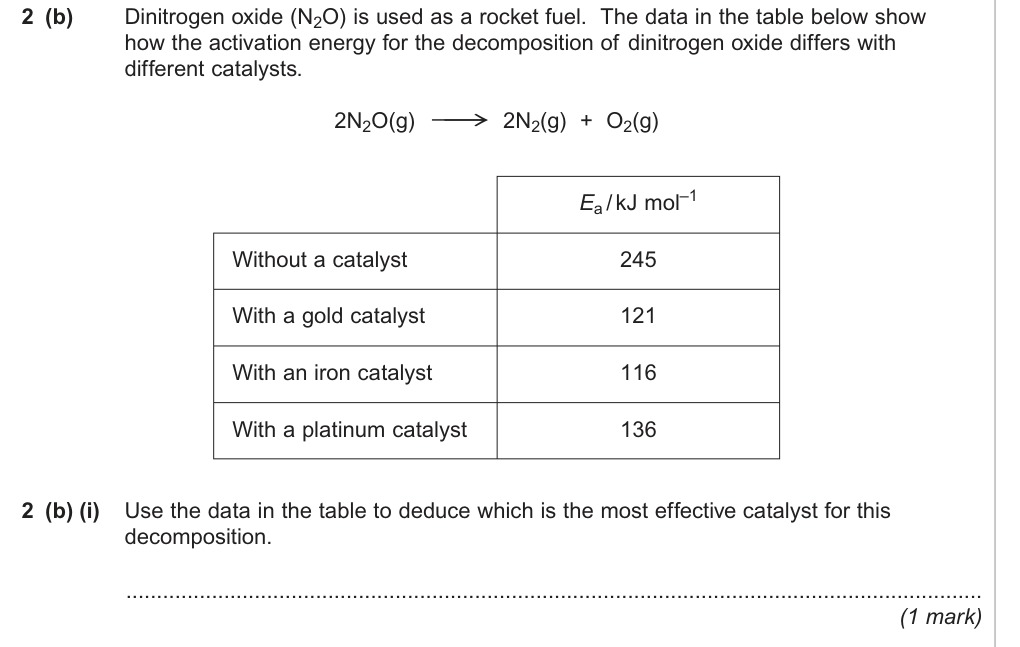 2 (b) Dinitrogen oxide (N₂O) is used as a rocket fuel. The data in the table below show
how the activation energy for the decomposition of dinitrogen oxide differs with
different catalysts.
2N₂O(g) ⟶ 2N₂(g) + O₂(g)
Eₐ / kJ mol⁻¹
Without a catalyst 245
With a gold catalyst 121
With an iron catalyst 116
With a platinum catalyst 136
2 (b) (i) Use the data in the table to deduce which is the most effective catalyst for this
decomposition.
(1 mark)